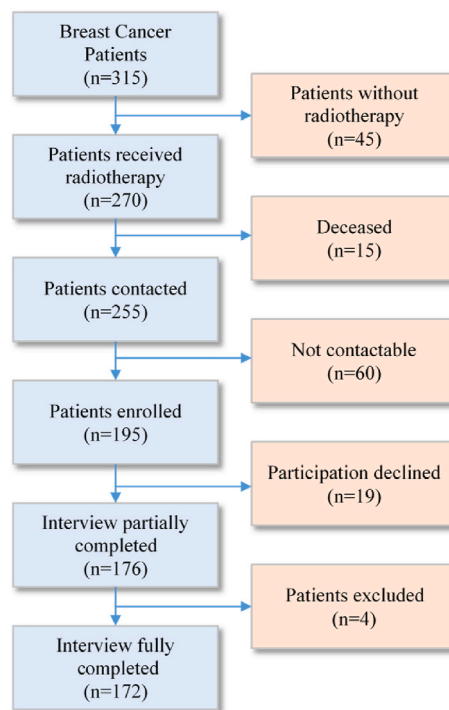 Breast Cancer
Patients
(n=315)
Patients without
radiotherapy
(n=45)
Patients received
radiotherapy
(n=270)
Deceased
(n=15)
Patients contacted
(n=255)
Not contactable
(n=60)
Patients enrolled
(n=195)
Participation declined
(n=19)
Interview partially
completed
(n=176)
Patients excluded
(n=4)
Interview fully
completed
(n=172)